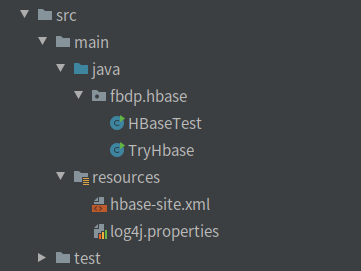 src
main
java
fbdp.hbase
HBaseTest
TryHbase
resources
hbase-site.xml
log4j.properties
test